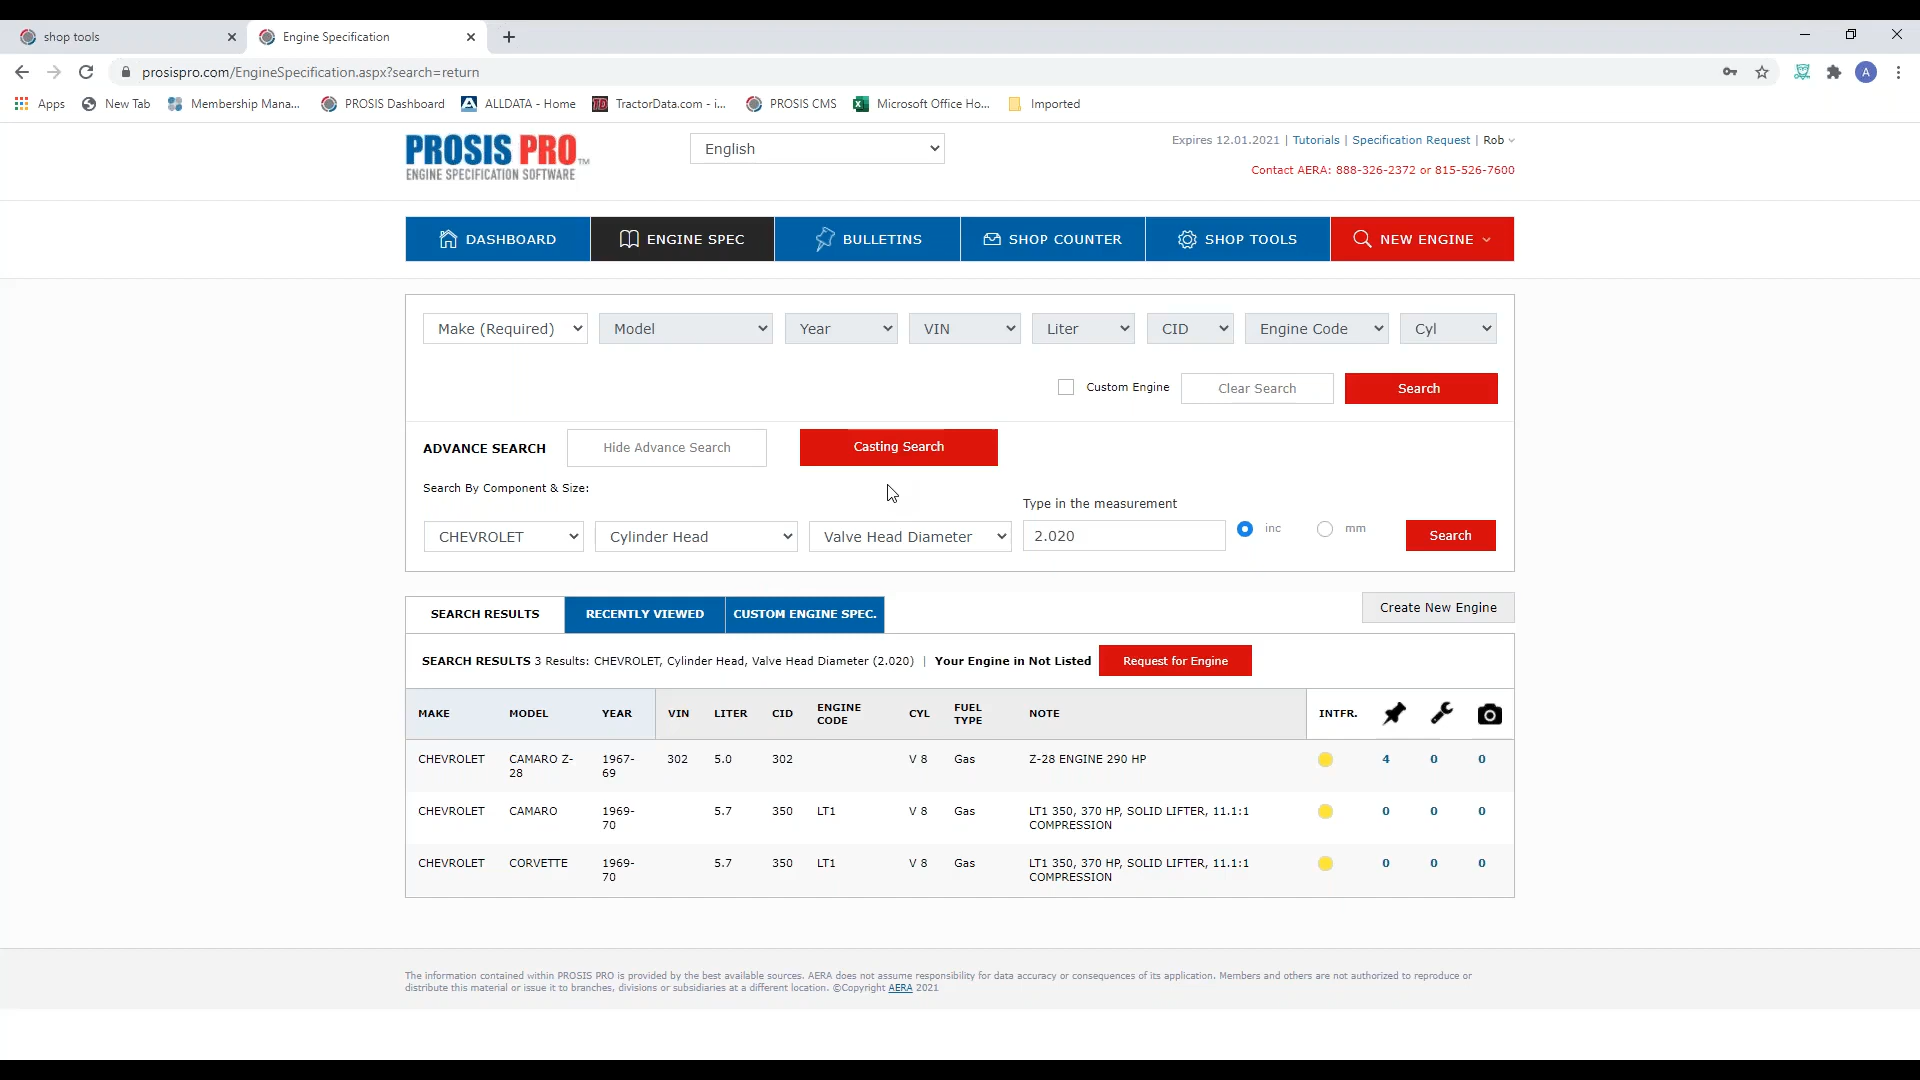 shop tools
Engine Specification
prosispro.com/EngineSpecification.aspx?search=return
A
Apps
New Tab
Membership Mana...
PROSIS Dashboard
ALLDATA - Home
TractorData.com - i...
PROSIS CMS
Microsoft Office Ho...
Imported
PROSIS PRO™
ENGINE SPECIFICATION SOFTWARE
English
Expires 12.01.2021 | Tutorials | Specification Request | Rob
Contact AERA: 888-326-2372 or 815-526-7600
DASHBOARD
ENGINE SPEC
BULLETINS
SHOP COUNTER
SHOP TOOLS
NEW ENGINE
Make (Required)
Model
Year
VIN
Liter
CID
Engine Code
Cyl
Custom Engine
Clear Search
Search
ADVANCE SEARCH
Hide Advance Search
Casting Search
Search By Component & Size:
Type in the measurement
CHEVROLET
Cylinder Head
Valve Head Diameter
2.020
inc
mm
Search
SEARCH RESULTS
RECENTLY VIEWED
CUSTOM ENGINE SPEC.
Create New Engine
SEARCH RESULTS 3 Results: CHEVROLET, Cylinder Head, Valve Head Diameter (2.020) | Your Engine in Not Listed
Request for Engine
MAKE MODEL YEAR VIN LITER CID ENGINE CODE CYL FUEL TYPE NOTE INTFR.
CHEVROLET CAMARO Z-28 1967-69 302 5.0 302 V 8 Gas Z-28 ENGINE 290 HP 4 0 0
CHEVROLET CAMARO 1969-70 5.7 350 LT1 V 8 Gas LT1 350, 370 HP, SOLID LIFTER, 11.1:1 COMPRESSION 0 0 0
CHEVROLET CORVETTE 1969-70 5.7 350 LT1 V 8 Gas LT1 350, 370 HP, SOLID LIFTER, 11.1:1 COMPRESSION 0 0 0
The information contained within PROSIS PRO is provided by the best available sources. AERA does not assume responsibility for data accuracy or consequences of its application. Members and others are not authorized to reproduce or
distribute this material or issue it to branches, divisions or subsidiaries at a different location. ©Copyright AERA 2021